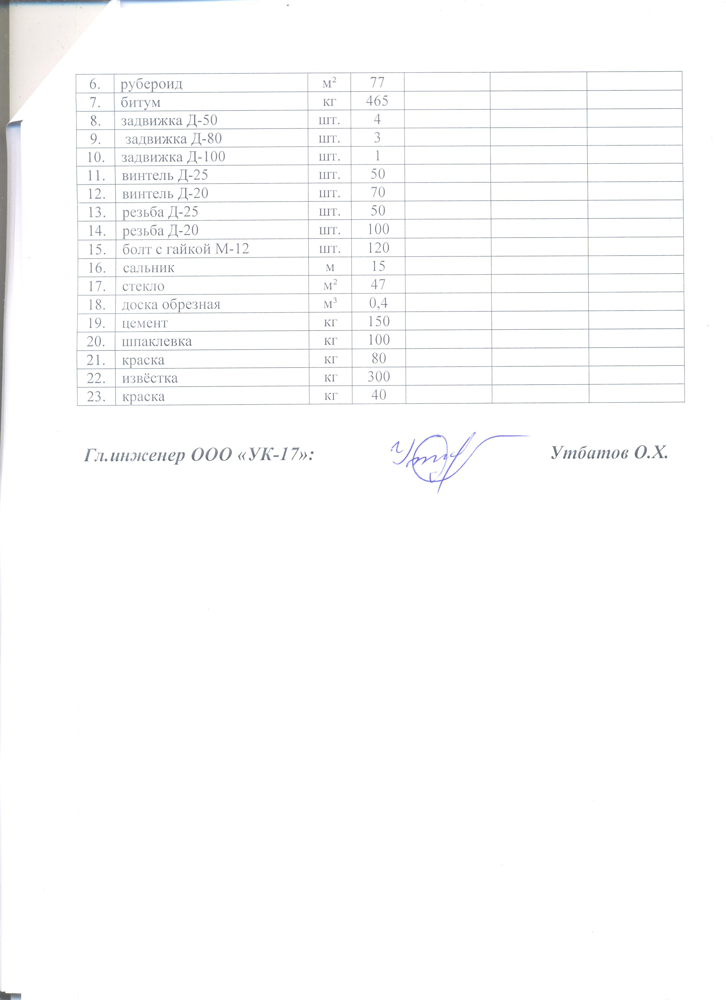 6. рубероид м² 77
7. битум кг 465
8. задвижка Д-50 шт. 4
9. задвижка Д-80 шт. 3
10. задвижка Д-100 шт. 1
11. винтель Д-25 шт. 50
12. винтель Д-20 шт. 70
13. резьба Д-25 шт. 50
14. резьба Д-20 шт. 100
15. болт с гайкой М-12 шт. 120
16. сальник м 15
17. стекло м² 47
18. доска обрезная м³ 0,4
19. цемент кг 150
20. шпаклевка кг 100
21. краска кг 80
22. извёстка кг 300
23. краска кг 40
Гл.инженер ООО «УК-17»: Утбатов О.Х.